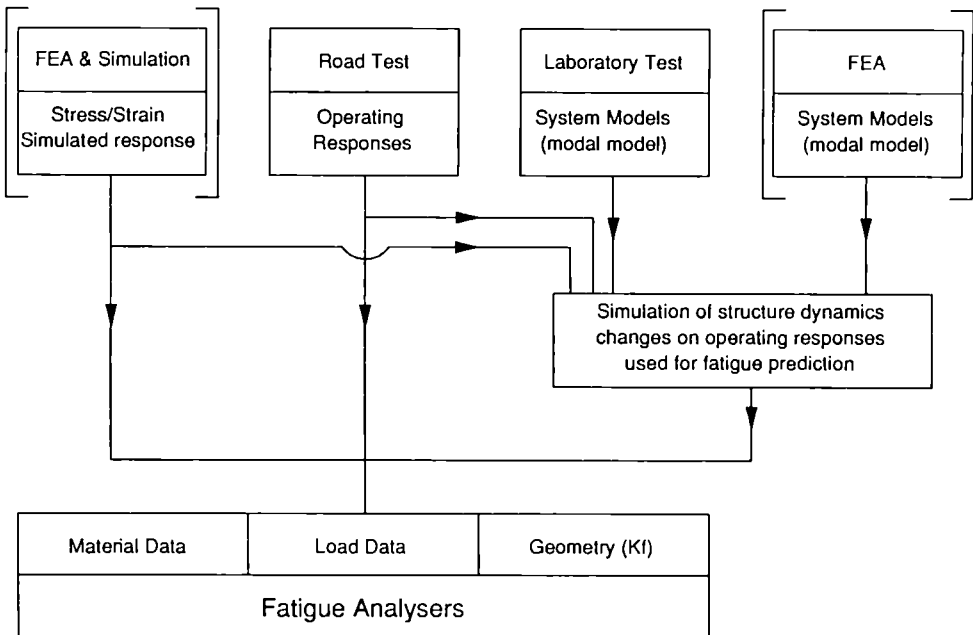 FEA & Simulation
Stress/Strain
Simulated response
Road Test
Operating
Responses
Laboratory Test
System Models
(modal model)
FEA
System Models
(modal model)
Simulation of structure dynamics
changes on operating responses
used for fatigue prediction
Material Data
Load Data
Geometry (Kf)
Fatigue Analysers